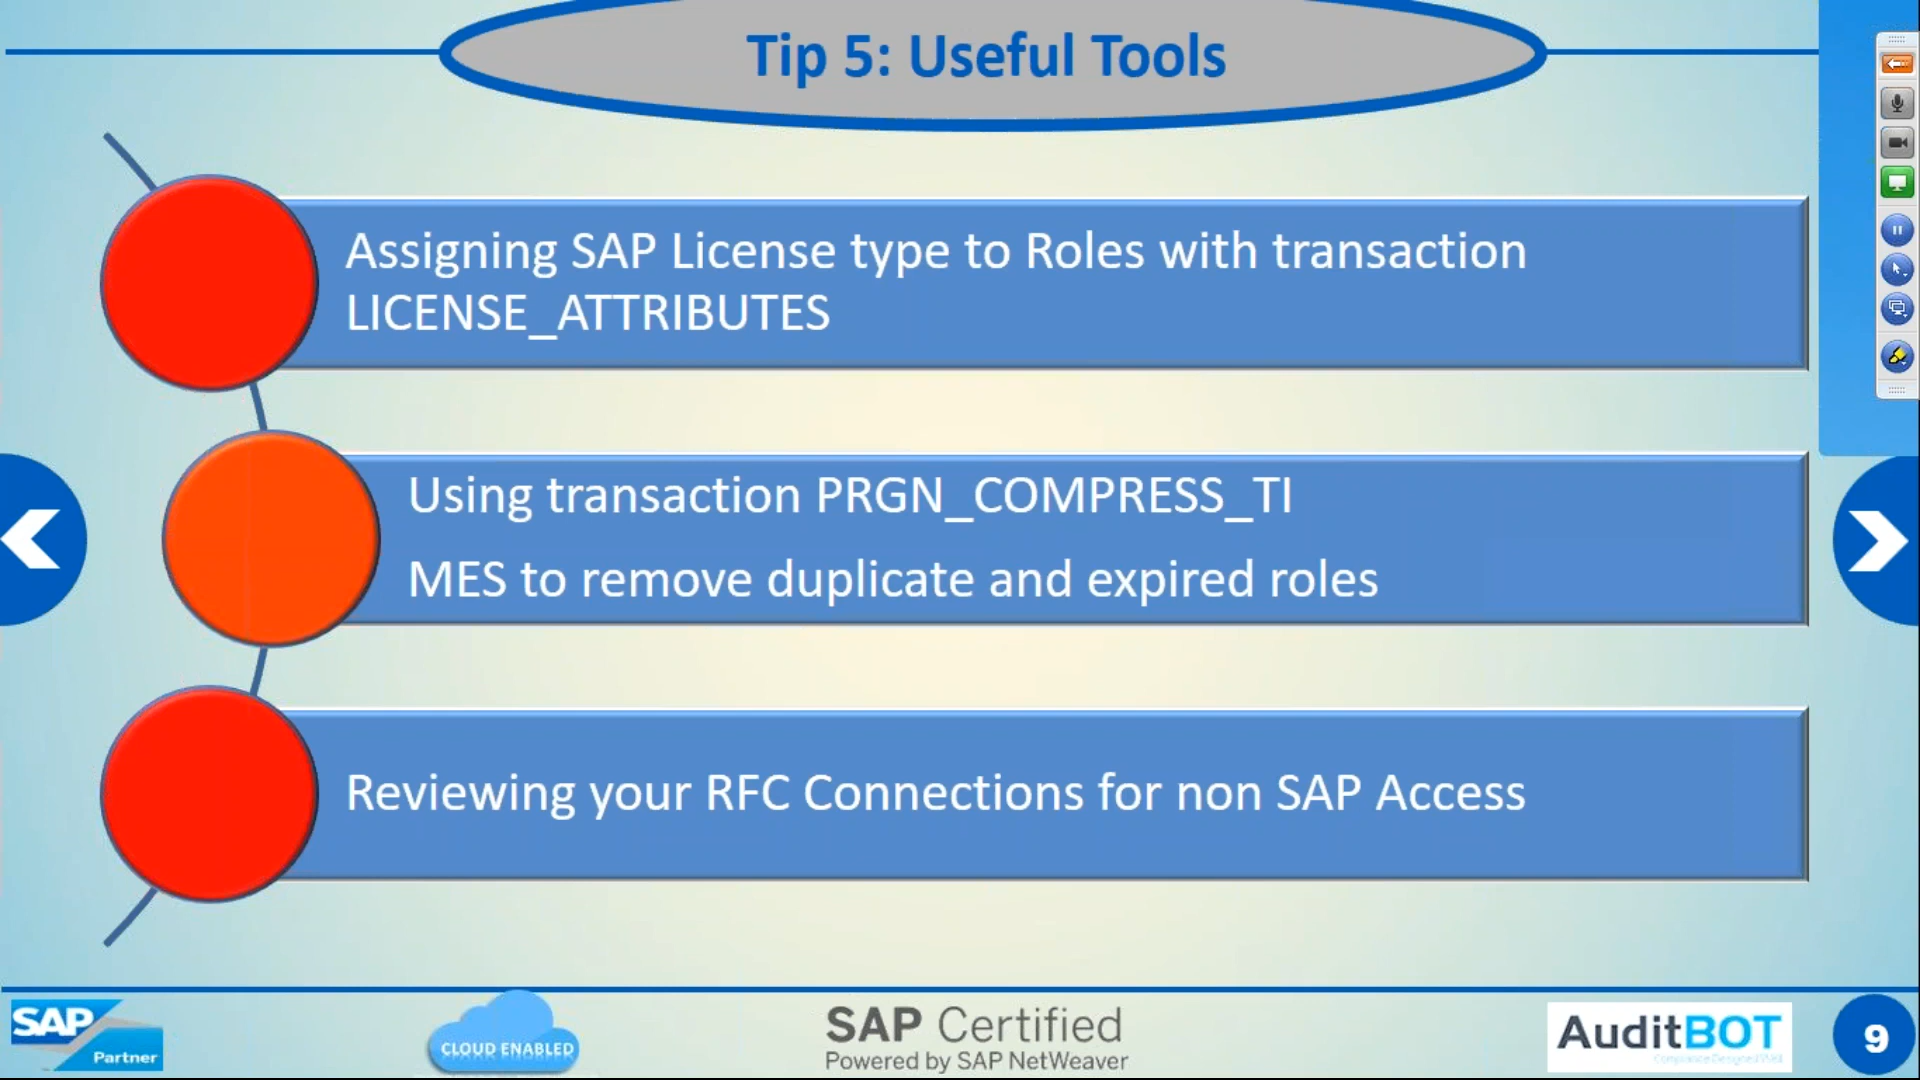 Tip 5: Useful Tools
Assigning SAP License type to Roles with transaction
LICENSE_ATTRIBUTES
Using transaction PRGN_COMPRESS_TI
MES to remove duplicate and expired roles
Reviewing your RFC Connections for non SAP Access
SAP
Partner
CLOUD ENABLED
SAP Certified
Powered by SAP NetWeaver
AuditBOT
9